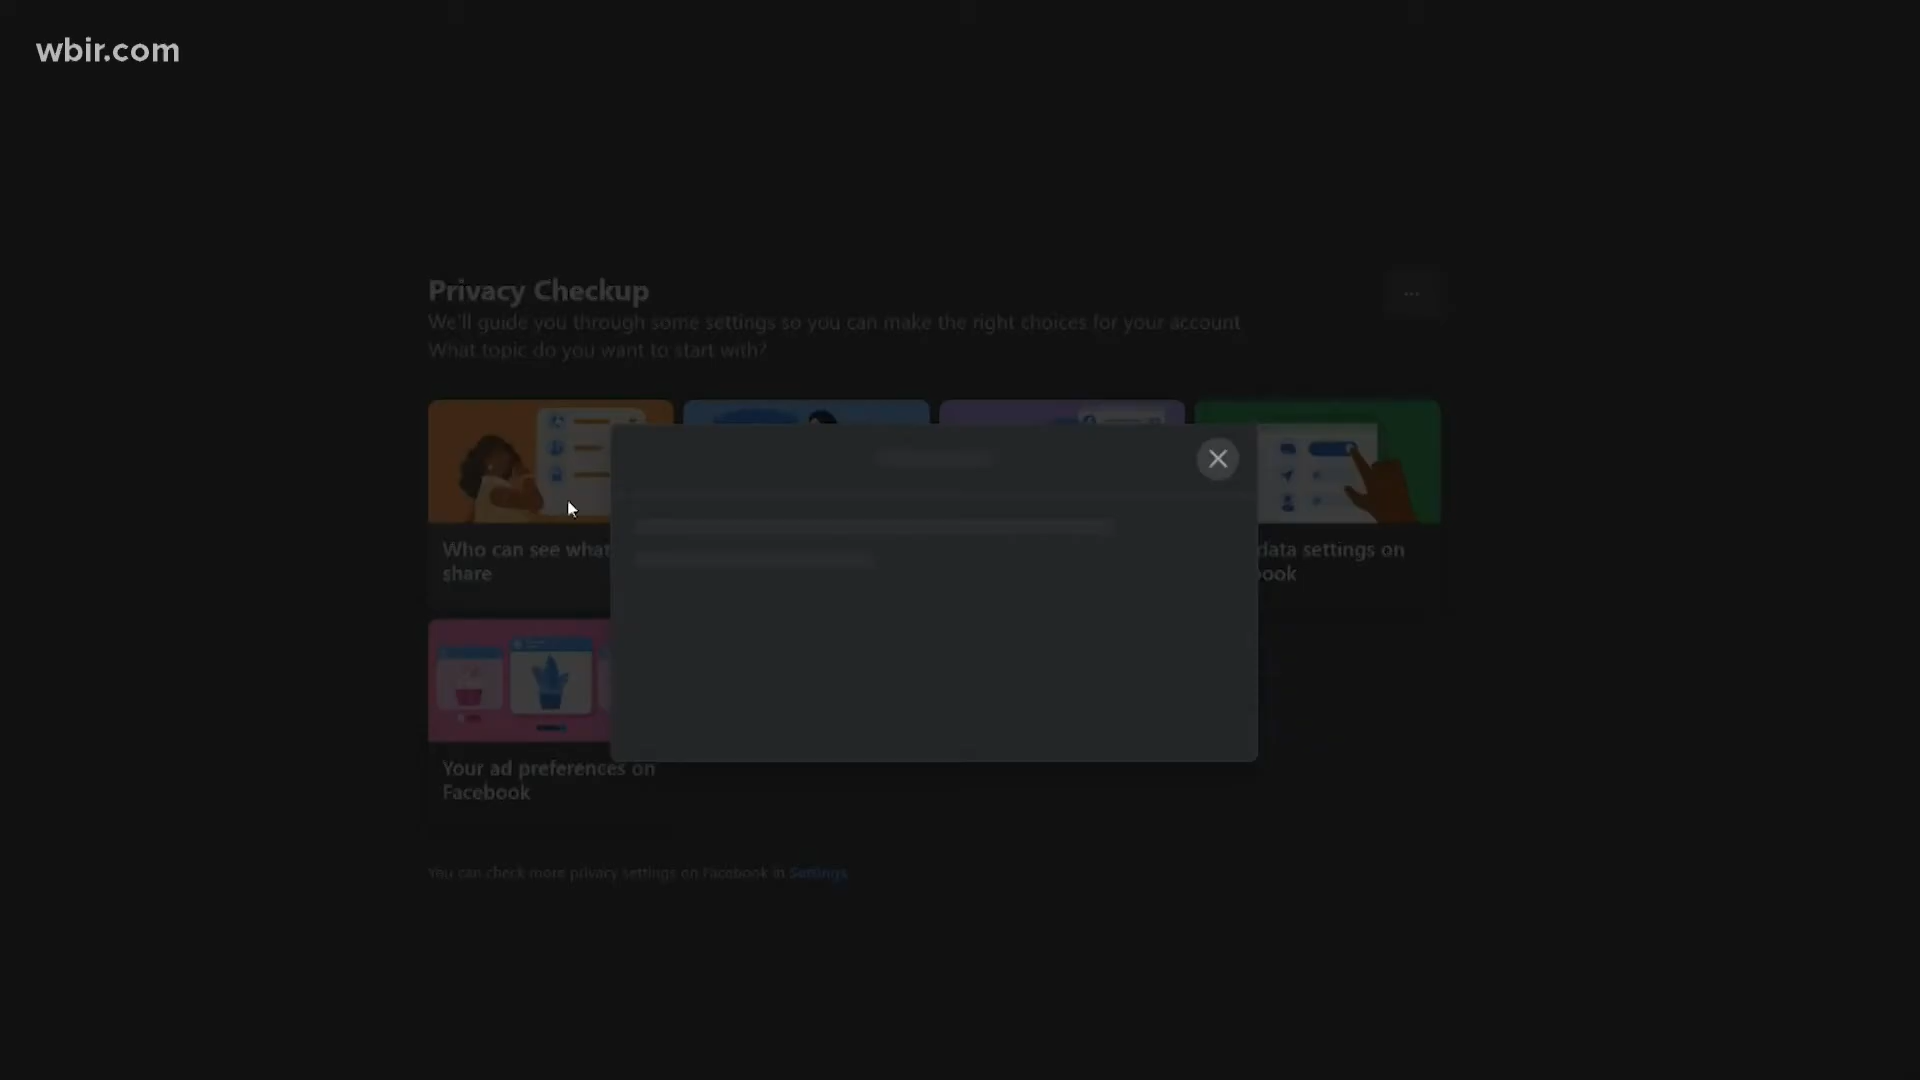 wbir.com
Privacy Checkup
...
We'll guide you through some settings so you can make the right choices for your account
What topic do you want to start with?
Who can see what
share
data settings on
book
Your ad preferences on
Facebook
You can check more privacy settings on Facebook in Settings.